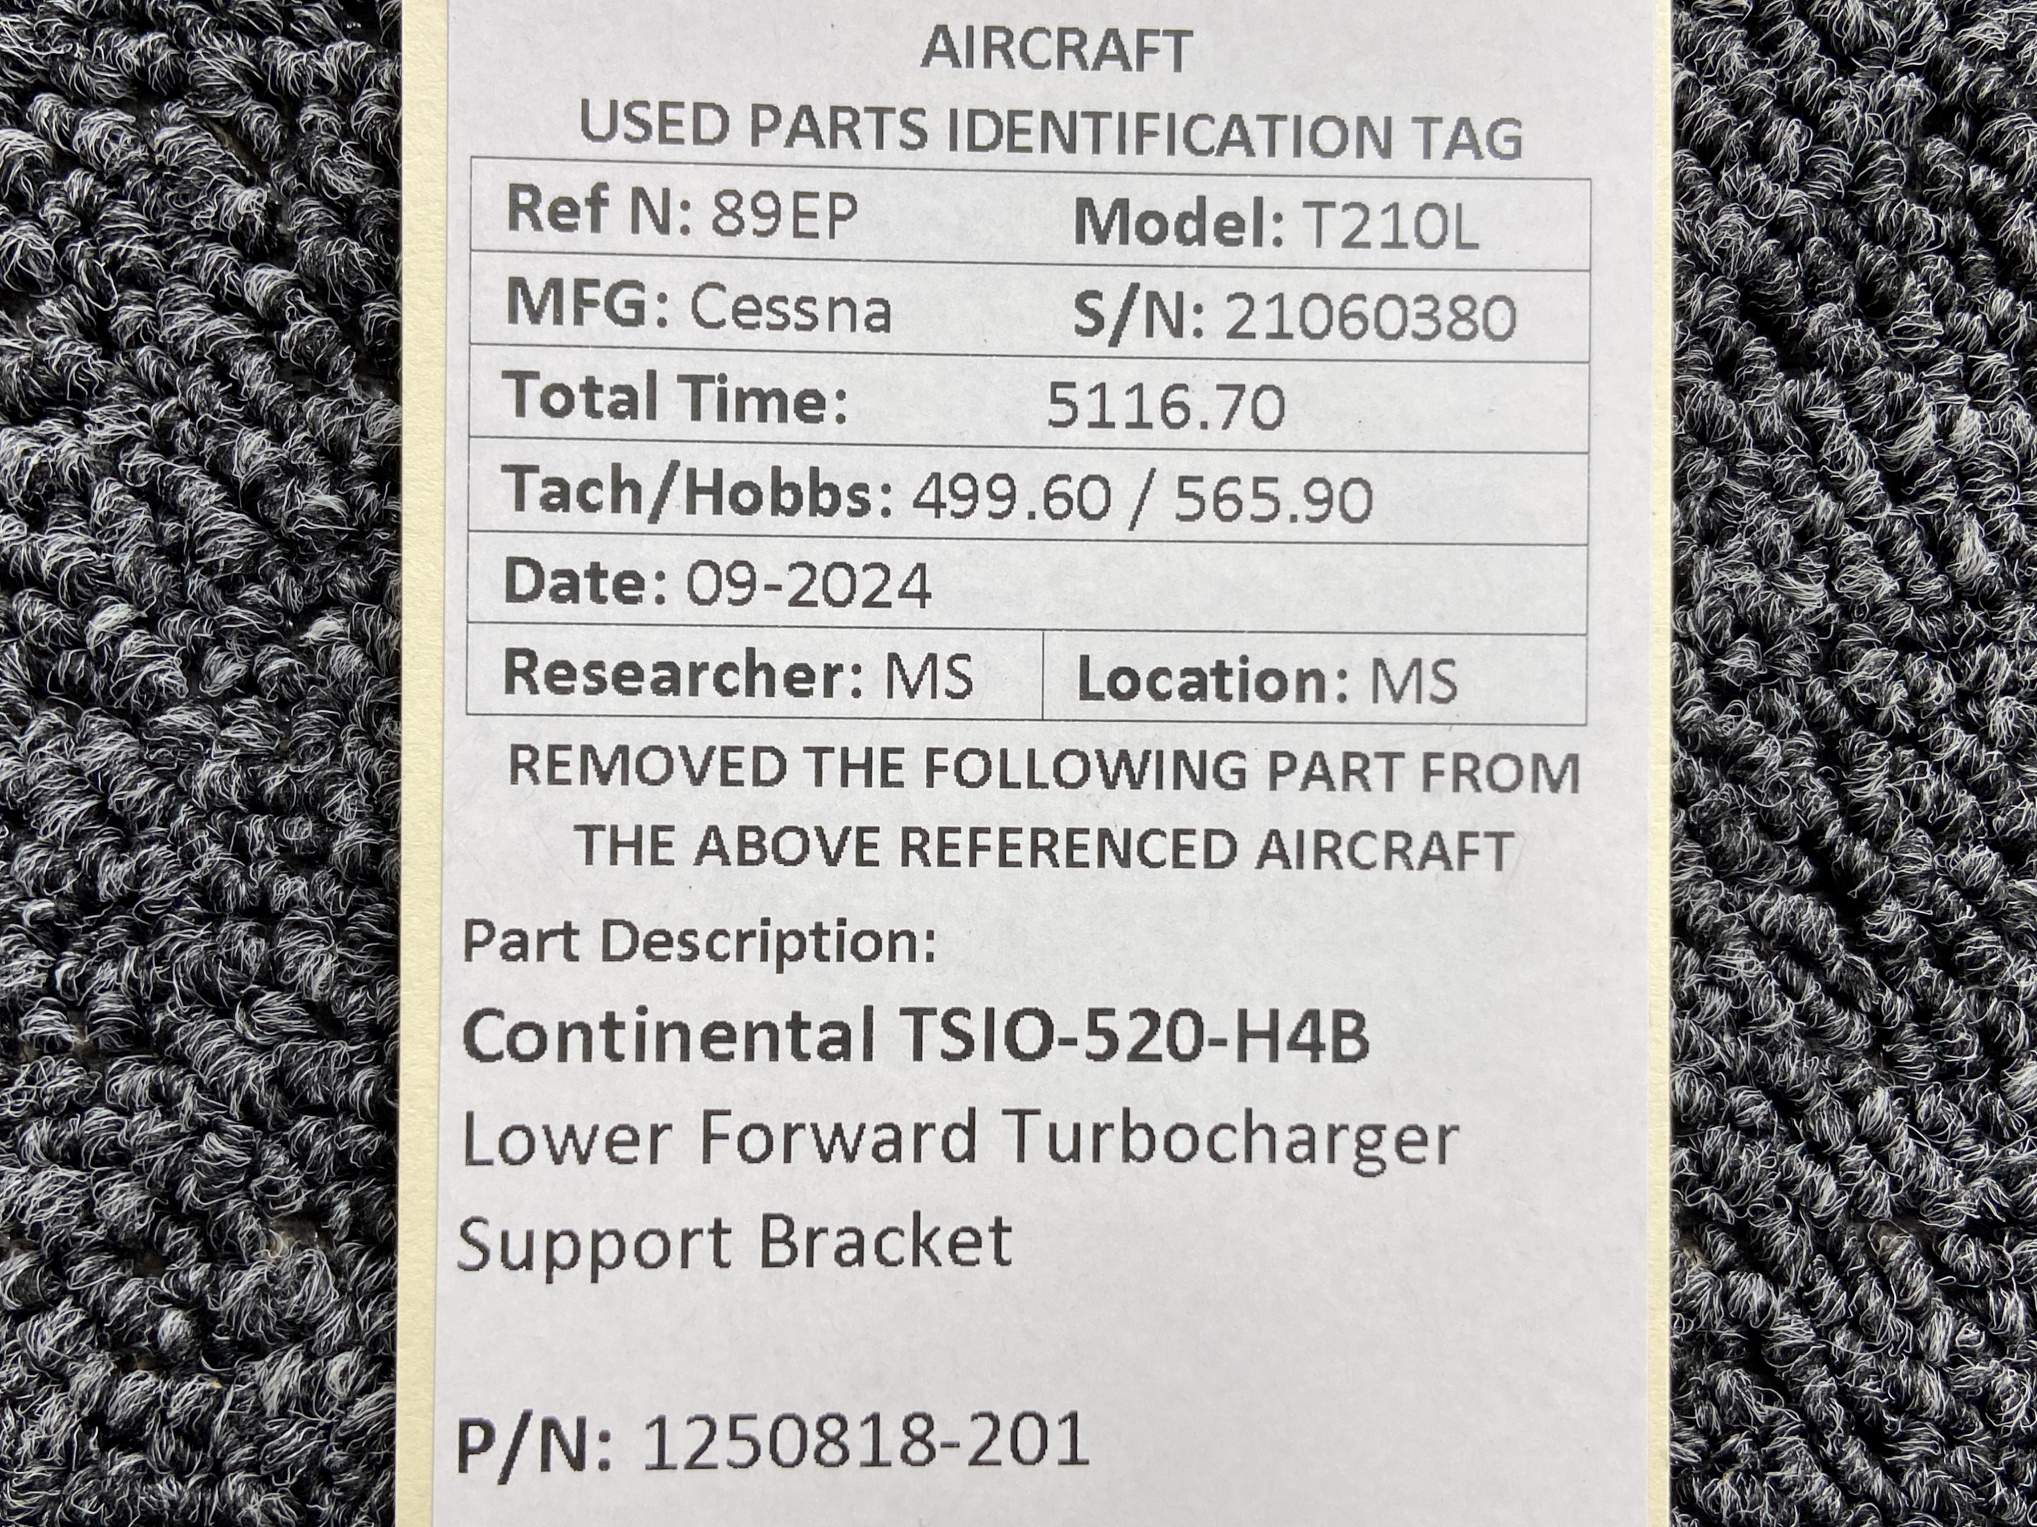 AIRCRAFT
USED PARTS IDENTIFICATION TAG
Ref N: 89EP Model: T210L
MFG: Cessna S/N: 21060380
Total Time: 5116.70
Tach/Hobbs: 499.60 / 565.90
Date: 09-2024
Researcher: MS Location: MS
REMOVED THE FOLLOWING PART FROM
THE ABOVE REFERENCED AIRCRAFT
Part Description:
Continental TSIO-520-H4B
Lower Forward Turbocharger
Support Bracket
P/N: 1250818-201